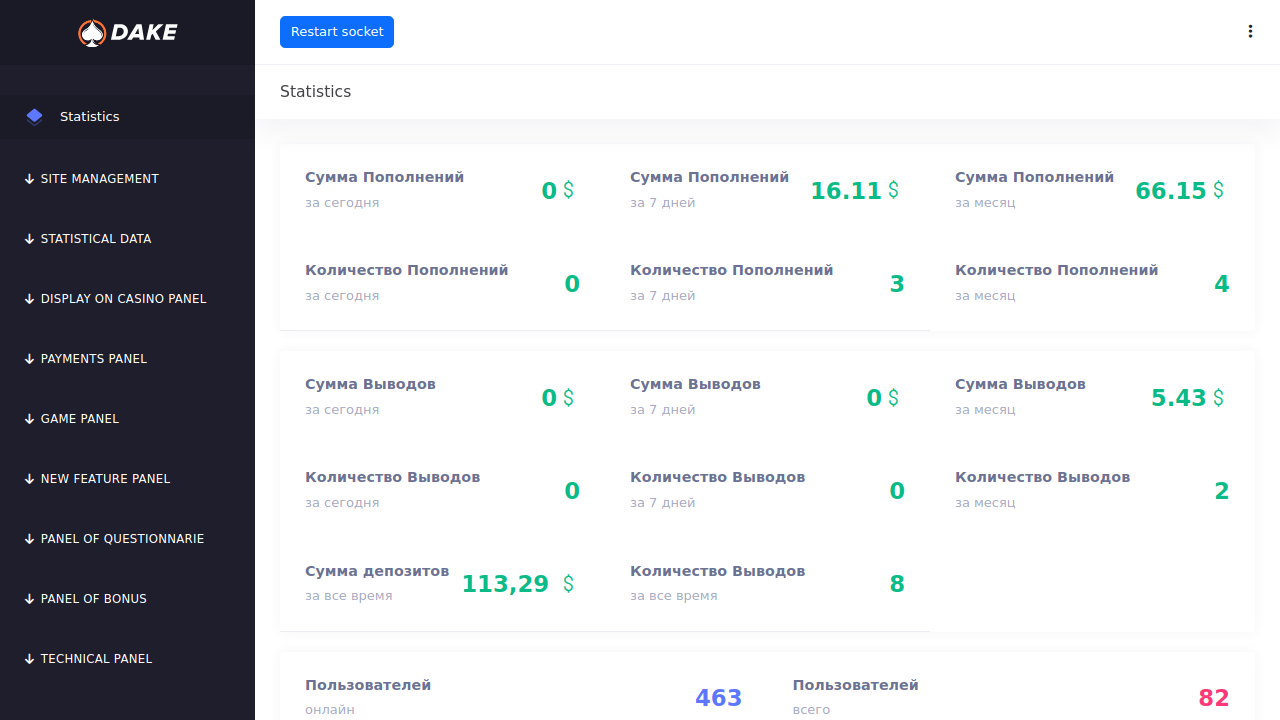 DAKE
Restart socket
Statistics
Statistics
SITE MANAGEMENT
STATISTICAL DATA
DISPLAY ON CASINO PANEL
PAYMENTS PANEL
GAME PANEL
NEW FEATURE PANEL
PANEL OF QUESTIONNARIE
PANEL OF BONUS
TECHNICAL PANEL
Сумма Пополнений
за сегодня
0 $
Сумма Пополнений
за 7 дней
16.11 $
Сумма Пополнений
за месяц
66.15 $
Количество Пополнений
за сегодня
0
Количество Пополнений
за 7 дней
3
Количество Пополнений
за месяц
4
Сумма Выводов
за сегодня
0 $
Сумма Выводов
за 7 дней
0 $
Сумма Выводов
за месяц
5.43 $
Количество Выводов
за сегодня
0
Количество Выводов
за 7 дней
0
Количество Выводов
за месяц
2
Сумма депозитов
за все время
113,29 $
Количество Выводов
за все время
8
Пользователей
онлайн
463
Пользователей
всего
82